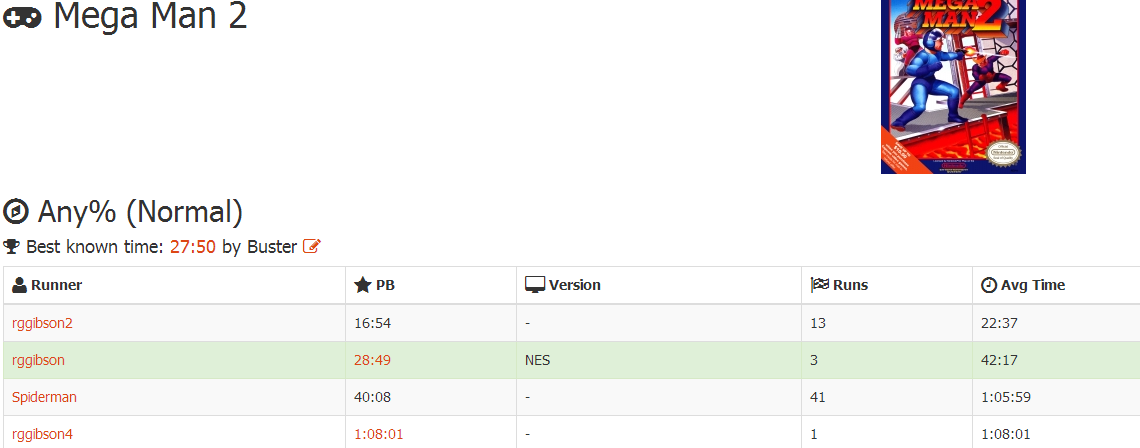 Mega Man 2
MEGA
MAN 2
Any% (Normal)
Best known time: 27:50 by Buster
Runner PB Version Runs Avg Time
rggibson2 16:54 - 13 22:37
rggibson 28:49 NES 3 42:17
Spiderman 40:08 - 41 1:05:59
rggibson4 1:08:01 - 1 1:08:01